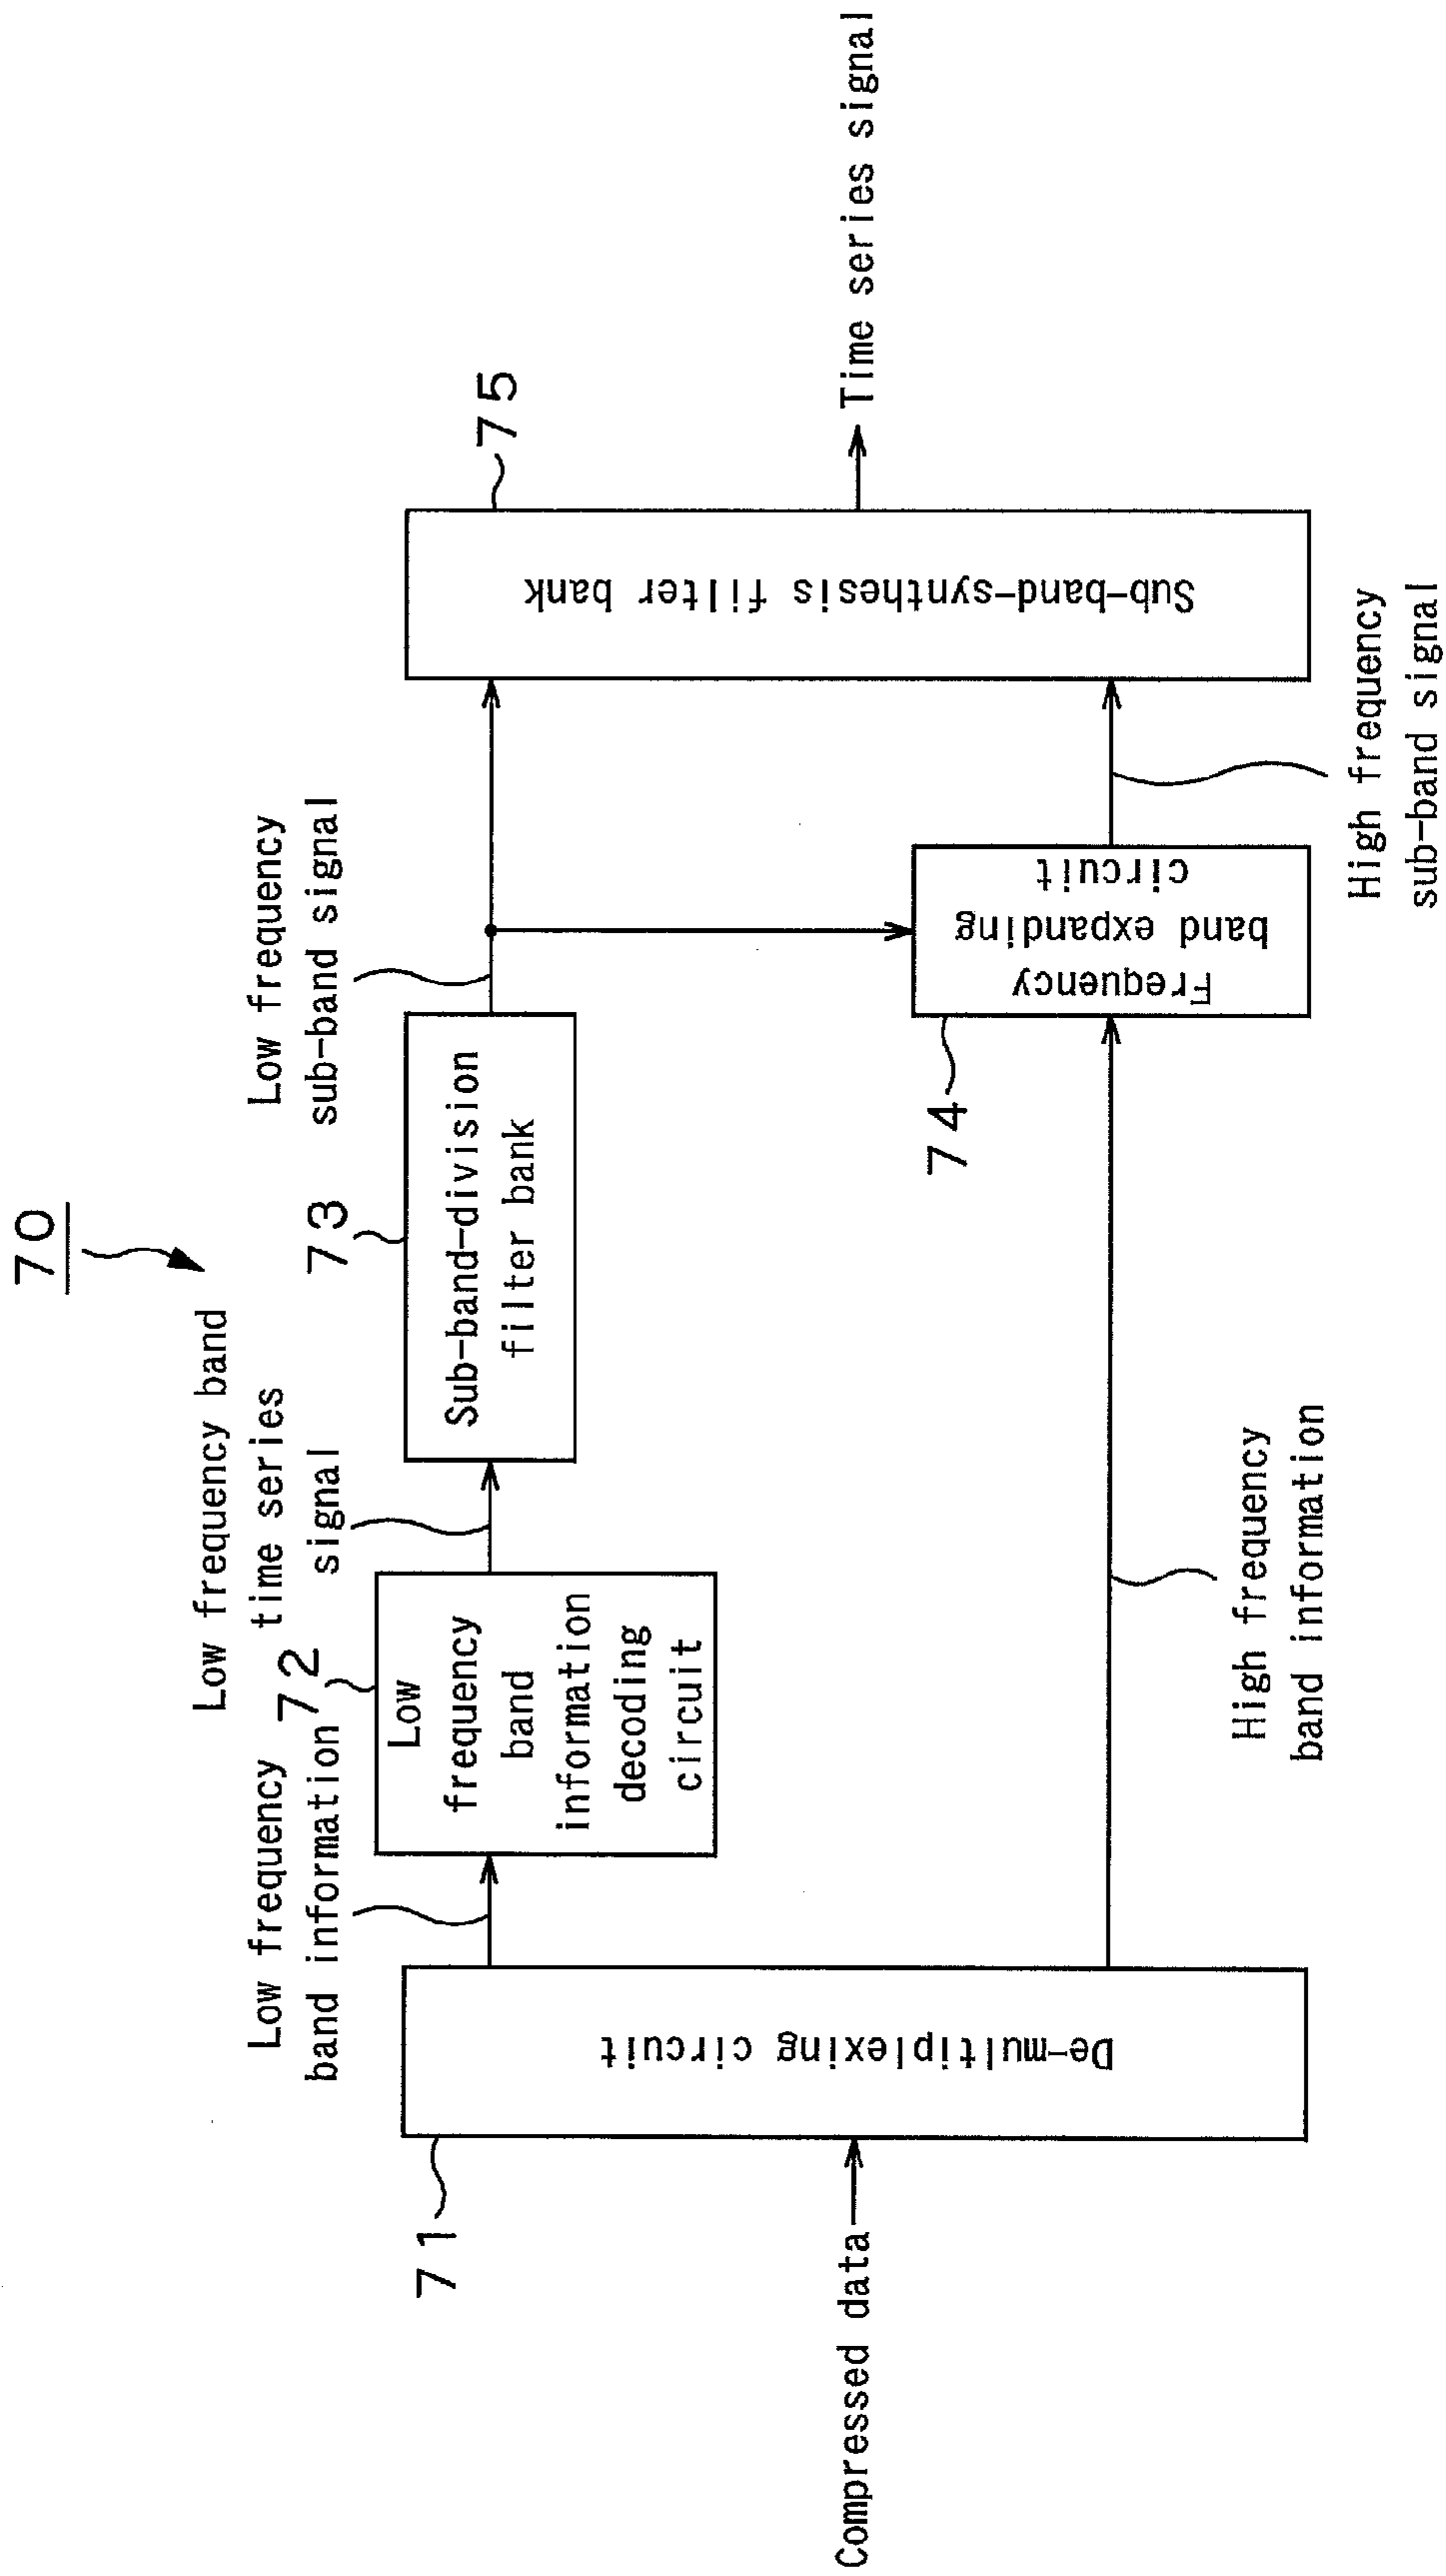 70
Compressed data
71
De-multiplexing circuit
Low frequency
band information
72
Low
frequency
band
information
decoding
circuit
Low frequency band
time series
signal
73
Sub-band-division
filter bank
Low frequency
sub-band signal
High frequency
band information
74
Frequency
band expanding
circuit
High frequency
sub-band signal
75
Sub-band-synthesis filter bank
Time series signal